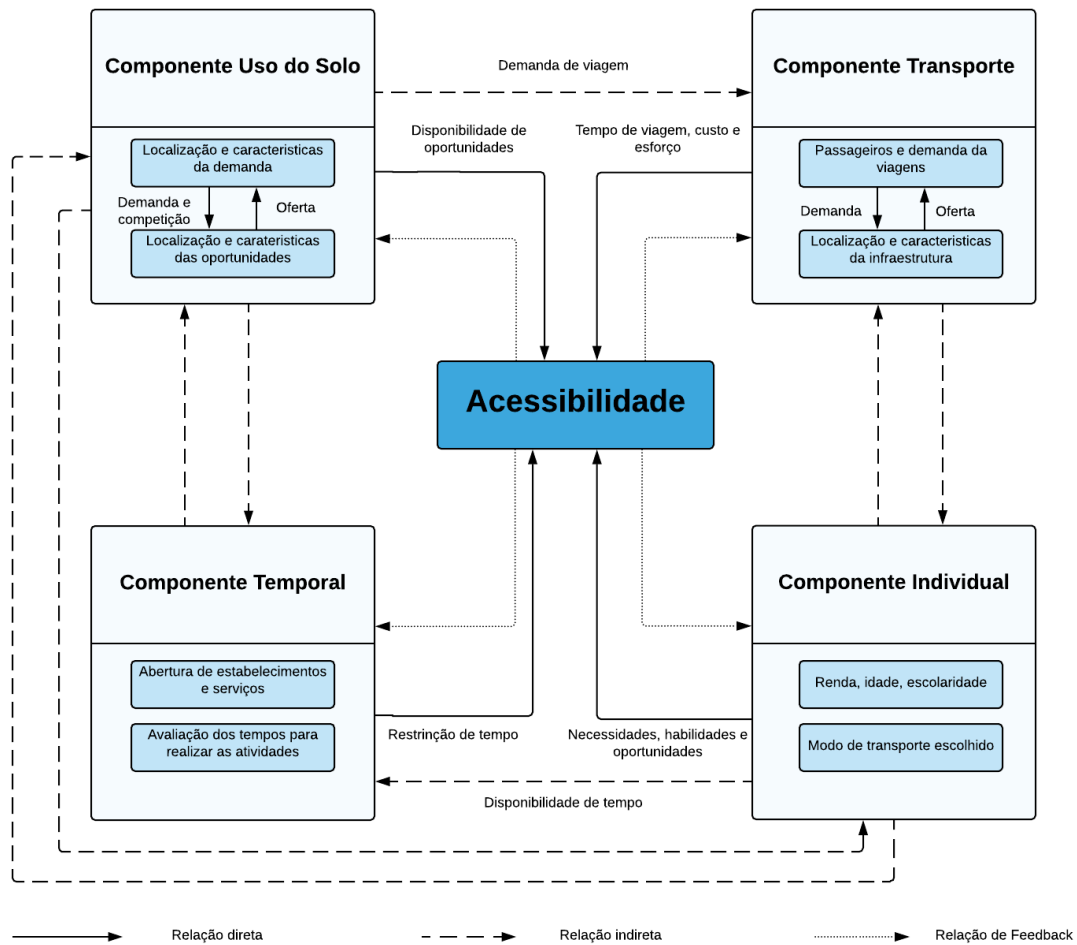 Componente Uso do Solo
Demanda de viagem
Componente Transporte
Disponibilidade de
oportunidades
Tempo de viagem, custo e
esforço
Localização e caracteristicas
da demanda
Demanda e
competição
Oferta
Localização e carateristicas
das oportunidades
Passageiros e demanda da
viagens
Demanda
Oferta
Localização e caracteristicas
da infraestrutura
Acessibilidade
Componente Temporal
Componente Individual
Abertura de estabelecimentos
e serviços
Avaliação dos tempos para
realizar as atividades
Restrinção de tempo
Necessidades, habilidades e
oportunidades
Renda, idade, escolaridade
Modo de transporte escolhido
Disponibilidade de tempo
Relação direta
Relação indireta
Relação de Feedback